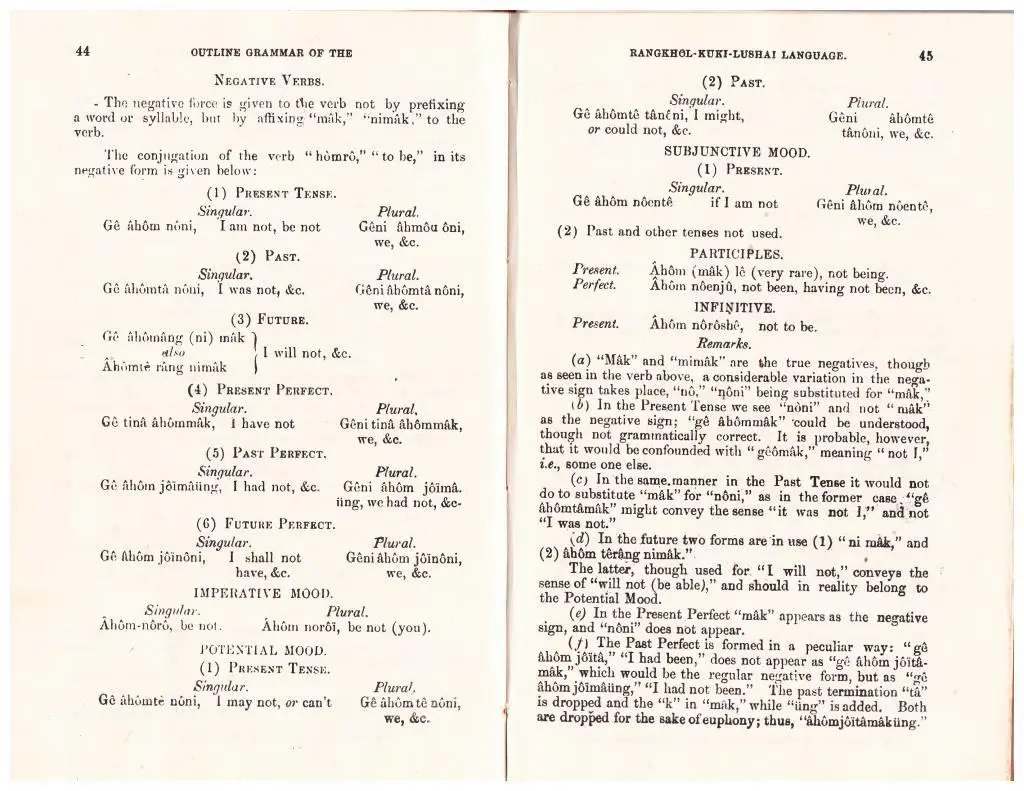 44
OUTLINE GRAMMAR OF THE
NEGATIVE VERBS.
- The negative force is given to the verb not by prefixing
a word or syllable, but by affixing "mâk," "nimâk," to the
verb.
The conjugation of the verb "hômrô," "to be," in its
negative form is given below:
(1) PRESENT TENSE.
Singular. Plural.
Gê âhôm nôni, I am not, be not Gêni âhmôu ôni,
we, &c.
(2) PAST.
Singular. Plural.
Gê âhômtâ nôni, I was not, &c. Gêni âhômtâ nôni,
we, &c.
(3) FUTURE.
Gê âhômâng (ni) mâk
also
Âhômtê râng nimâk
I will not, &c.
(4) PRESENT PERFECT.
Singular. Plural,
Gê tinâ âhômmâk, I have not Gêni tinâ âhômmâk,
we, &c.
(5) PAST PERFECT.
Singular. Plural.
Gê âhôm jôîmâüng, I had not, &c. Gêni âhôm jôîmâ.
üng, we had not, &c-
(6) FUTURE PERFECT.
Singular. Plural.
Gê âhôm jôînôni, I shall not Gêni âhôm jôînôni,
have, &c. we, &c.
IMPERATIVE MOOD.
Singular. Plural.
Âhôm-nôrô, be not. Âhôm norôî, be not (you).
POTENTIAL MOOD.
(1) PRESENT TENSE.
Singular. Plural.
Gê âhômtê nôni, I may not, or can't Gê âhôm tê nôni,
we, &c.
RANGKHÔL-KUKI-LUSHAI LANGUAGE.
45
(2) PAST.
Singular. Plural.
Gê âhômtê tânêni, I might, Gêni âhômtê
or could not, &c. tânôni, we, &c.
SUBJUNCTIVE MOOD.
(1) PRESENT.
Singular. Plural.
Gê âhôm nôentê if I am not Gêni âhôm nôentê,
we, &c.
(2) Past and other tenses not used.
PARTICIPLES.
Present. Âhôm (mâk) lê (very rare), not being.
Perfect. Âhôm nôenjû, not been, having not been, &c.
INFINITIVE.
Present. Âhôm nôrôshê, not to be.
Remarks.
(a) "Mâk" and "mimâk" are the true negatives, though
as seen in the verb above, a considerable variation in the nega-
tive sign takes place, "nô," "nôni" being substituted for "mâk,"
(b) In the Present Tense we see "nôni" and not "mâk"
as the negative sign; "gê âhômmâk" could be understood,
though not grammatically correct. It is probable, however,
that it would be confounded with "gêômâk," meaning "not I,"
i.e., some one else.
(c) In the same manner in the Past Tense it would not
do to substitute "mâk" for "nôni," as in the former case. "gê
âhômtâmâk" might convey the sense "it was not I," and not
"I was not."
(d) In the future two forms are in use (1) "ni mâk," and
(2) âhôm têrâng nimâk."
The latter, though used for "I will not," conveys the
sense of "will not (be able)," and should in reality belong to
the Potential Mood.
(e) In the Present Perfect "mâk" appears as the negative
sign, and "nôni" does not appear.
(f) The Past Perfect is formed in a peculiar way: "gê
âhôm jôîtâ," "I had been," does not appear as "gê âhôm jôîtâ-
mâk," which would be the regular negative form, but as "gê
âhôm jôîmâüng," "I had not been." The past termination "tâ"
is dropped and the "k" in "mâk," while "üng" is added. Both
are dropped for the sake of euphony; thus, "âhômjôîtâmâküng."